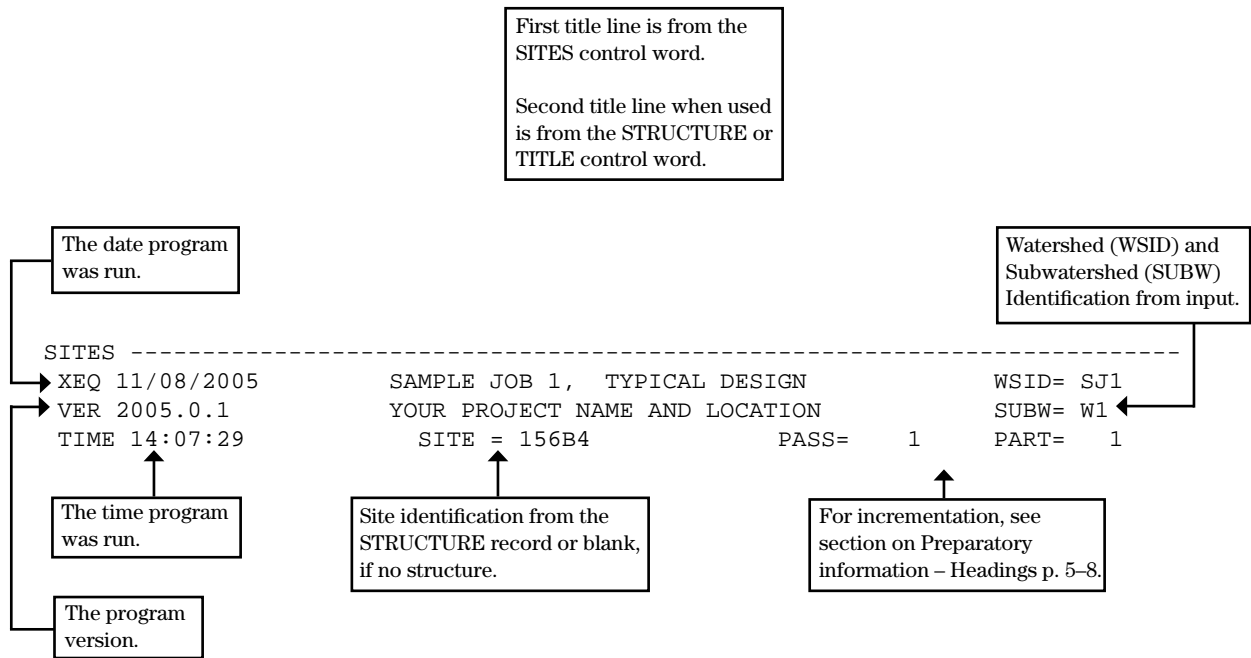 First title line is from the
SITES control word.
Second title line when used
is from the STRUCTURE or
TITLE control word.
The date program
was run.
Watershed (WSID) and
Subwatershed (SUBW)
Identification from input.
SITES -------------------------------------------------------------------------
XEQ 11/08/2005 SAMPLE JOB 1, TYPICAL DESIGN WSID= SJ1
VER 2005.0.1 YOUR PROJECT NAME AND LOCATION SUBW= W1
TIME 14:07:29 SITE = 156B4 PASS= 1 PART= 1
The time program
was run.
Site identification from the
STRUCTURE record or blank,
if no structure.
For incrementation, see
section on Preparatory
information – Headings p. 5–8.
The program
version.